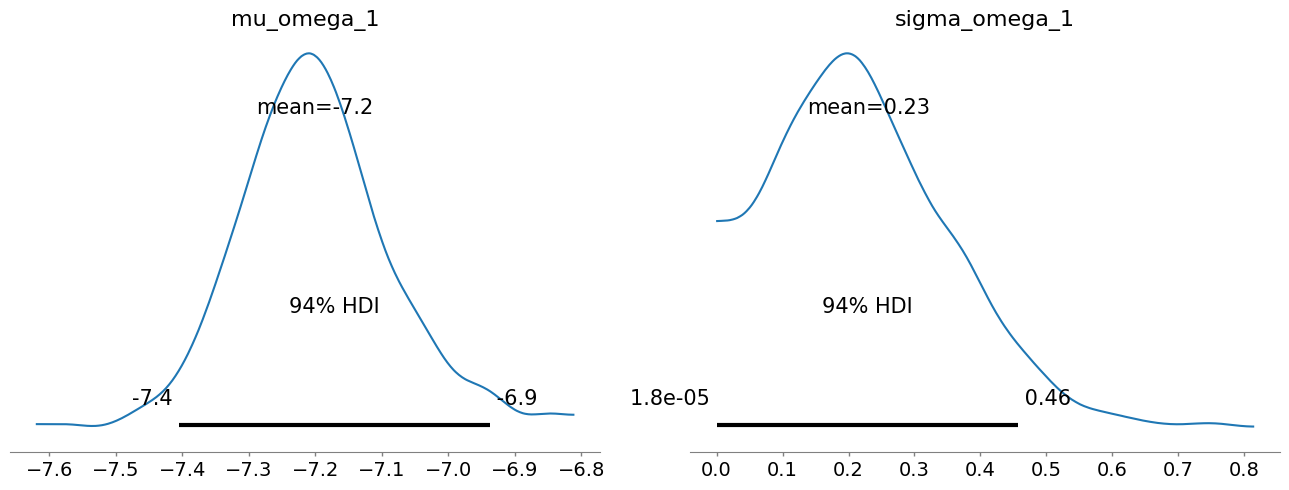 mu_omega_1
mean=-7.2
94% HDI
-7.4
-6.9
−7.6 −7.5 −7.4 −7.3 −7.2 −7.1 −7.0 −6.9 −6.8
sigma_omega_1
mean=0.23
94% HDI
1.8e-05
0.46
0.0 0.1 0.2 0.3 0.4 0.5 0.6 0.7 0.8